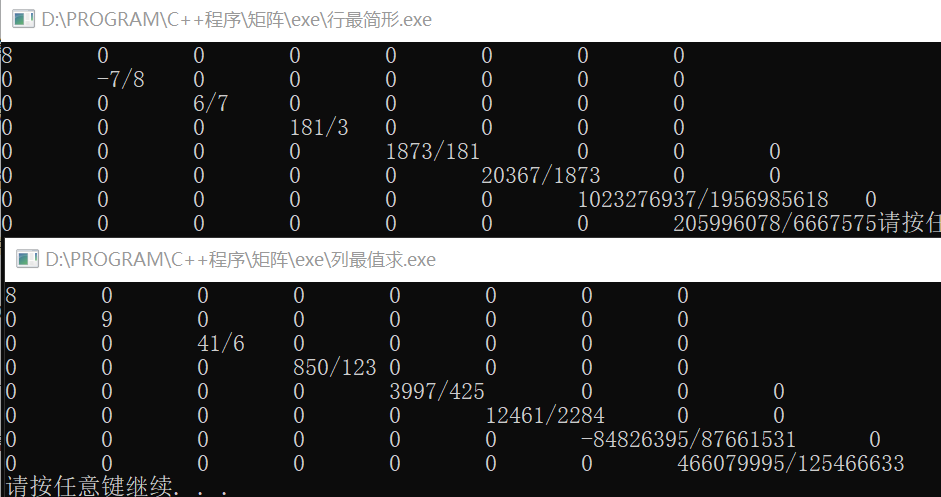 D:\PROGRAM\C++程序\矩阵\exe\行最简形.exe
8 0 0 0 0 0 0 0
0 -7/8 0 0 0 0 0 0
0 0 6/7 0 0 0 0 0
0 0 0 181/3 0 0 0 0
0 0 0 0 1873/181 0 0 0
0 0 0 0 0 20367/1873 0 0
0 0 0 0 0 0 1023276937/1956985618 0
0 0 0 0 0 0 0 205996078/6667575请按任
D:\PROGRAM\C++程序\矩阵\exe\列最值求.exe
8 0 0 0 0 0 0 0
0 9 0 0 0 0 0 0
0 0 41/6 0 0 0 0 0
0 0 0 850/123 0 0 0 0
0 0 0 0 3997/425 0 0 0
0 0 0 0 0 12461/2284 0 0
0 0 0 0 0 0 -84826395/87661531 0
0 0 0 0 0 0 0 466079995/125466633
请按任意键继续. . .